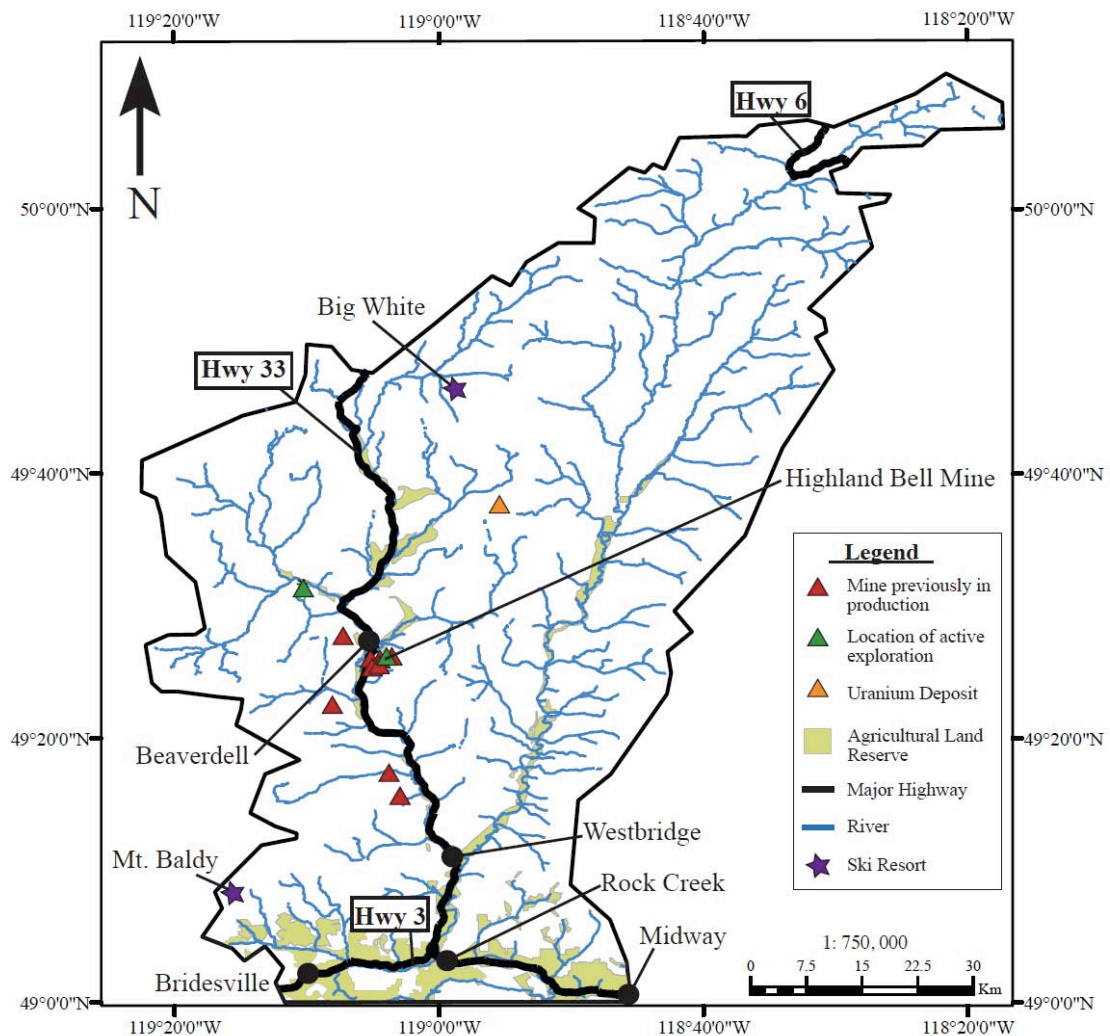 119°20'0"W
119°0'0"W
118°40'0"W
118°20'0"W
Hwy 6
N
50°0'0"N
50°0'0"N
Big White
Hwy 33
49°40'0"N
49°40'0"N
Highland Bell Mine
Legend
Mine previously in
production
Location of active
exploration
Uranium Deposit
Agricultural Land
Reserve
Major Highway
River
Ski Resort
49°20'0"N
49°20'0"N
Beaverdell
Westbridge
Mt. Baldy
Rock Creek
Hwy 3
Midway
1: 750, 000
Bridesville
0 7.5 15 22.5 30
Km
49°0'0"N
49°0'0"N
119°20'0"W
119°0'0"W
118°40'0"W
118°20'0"W